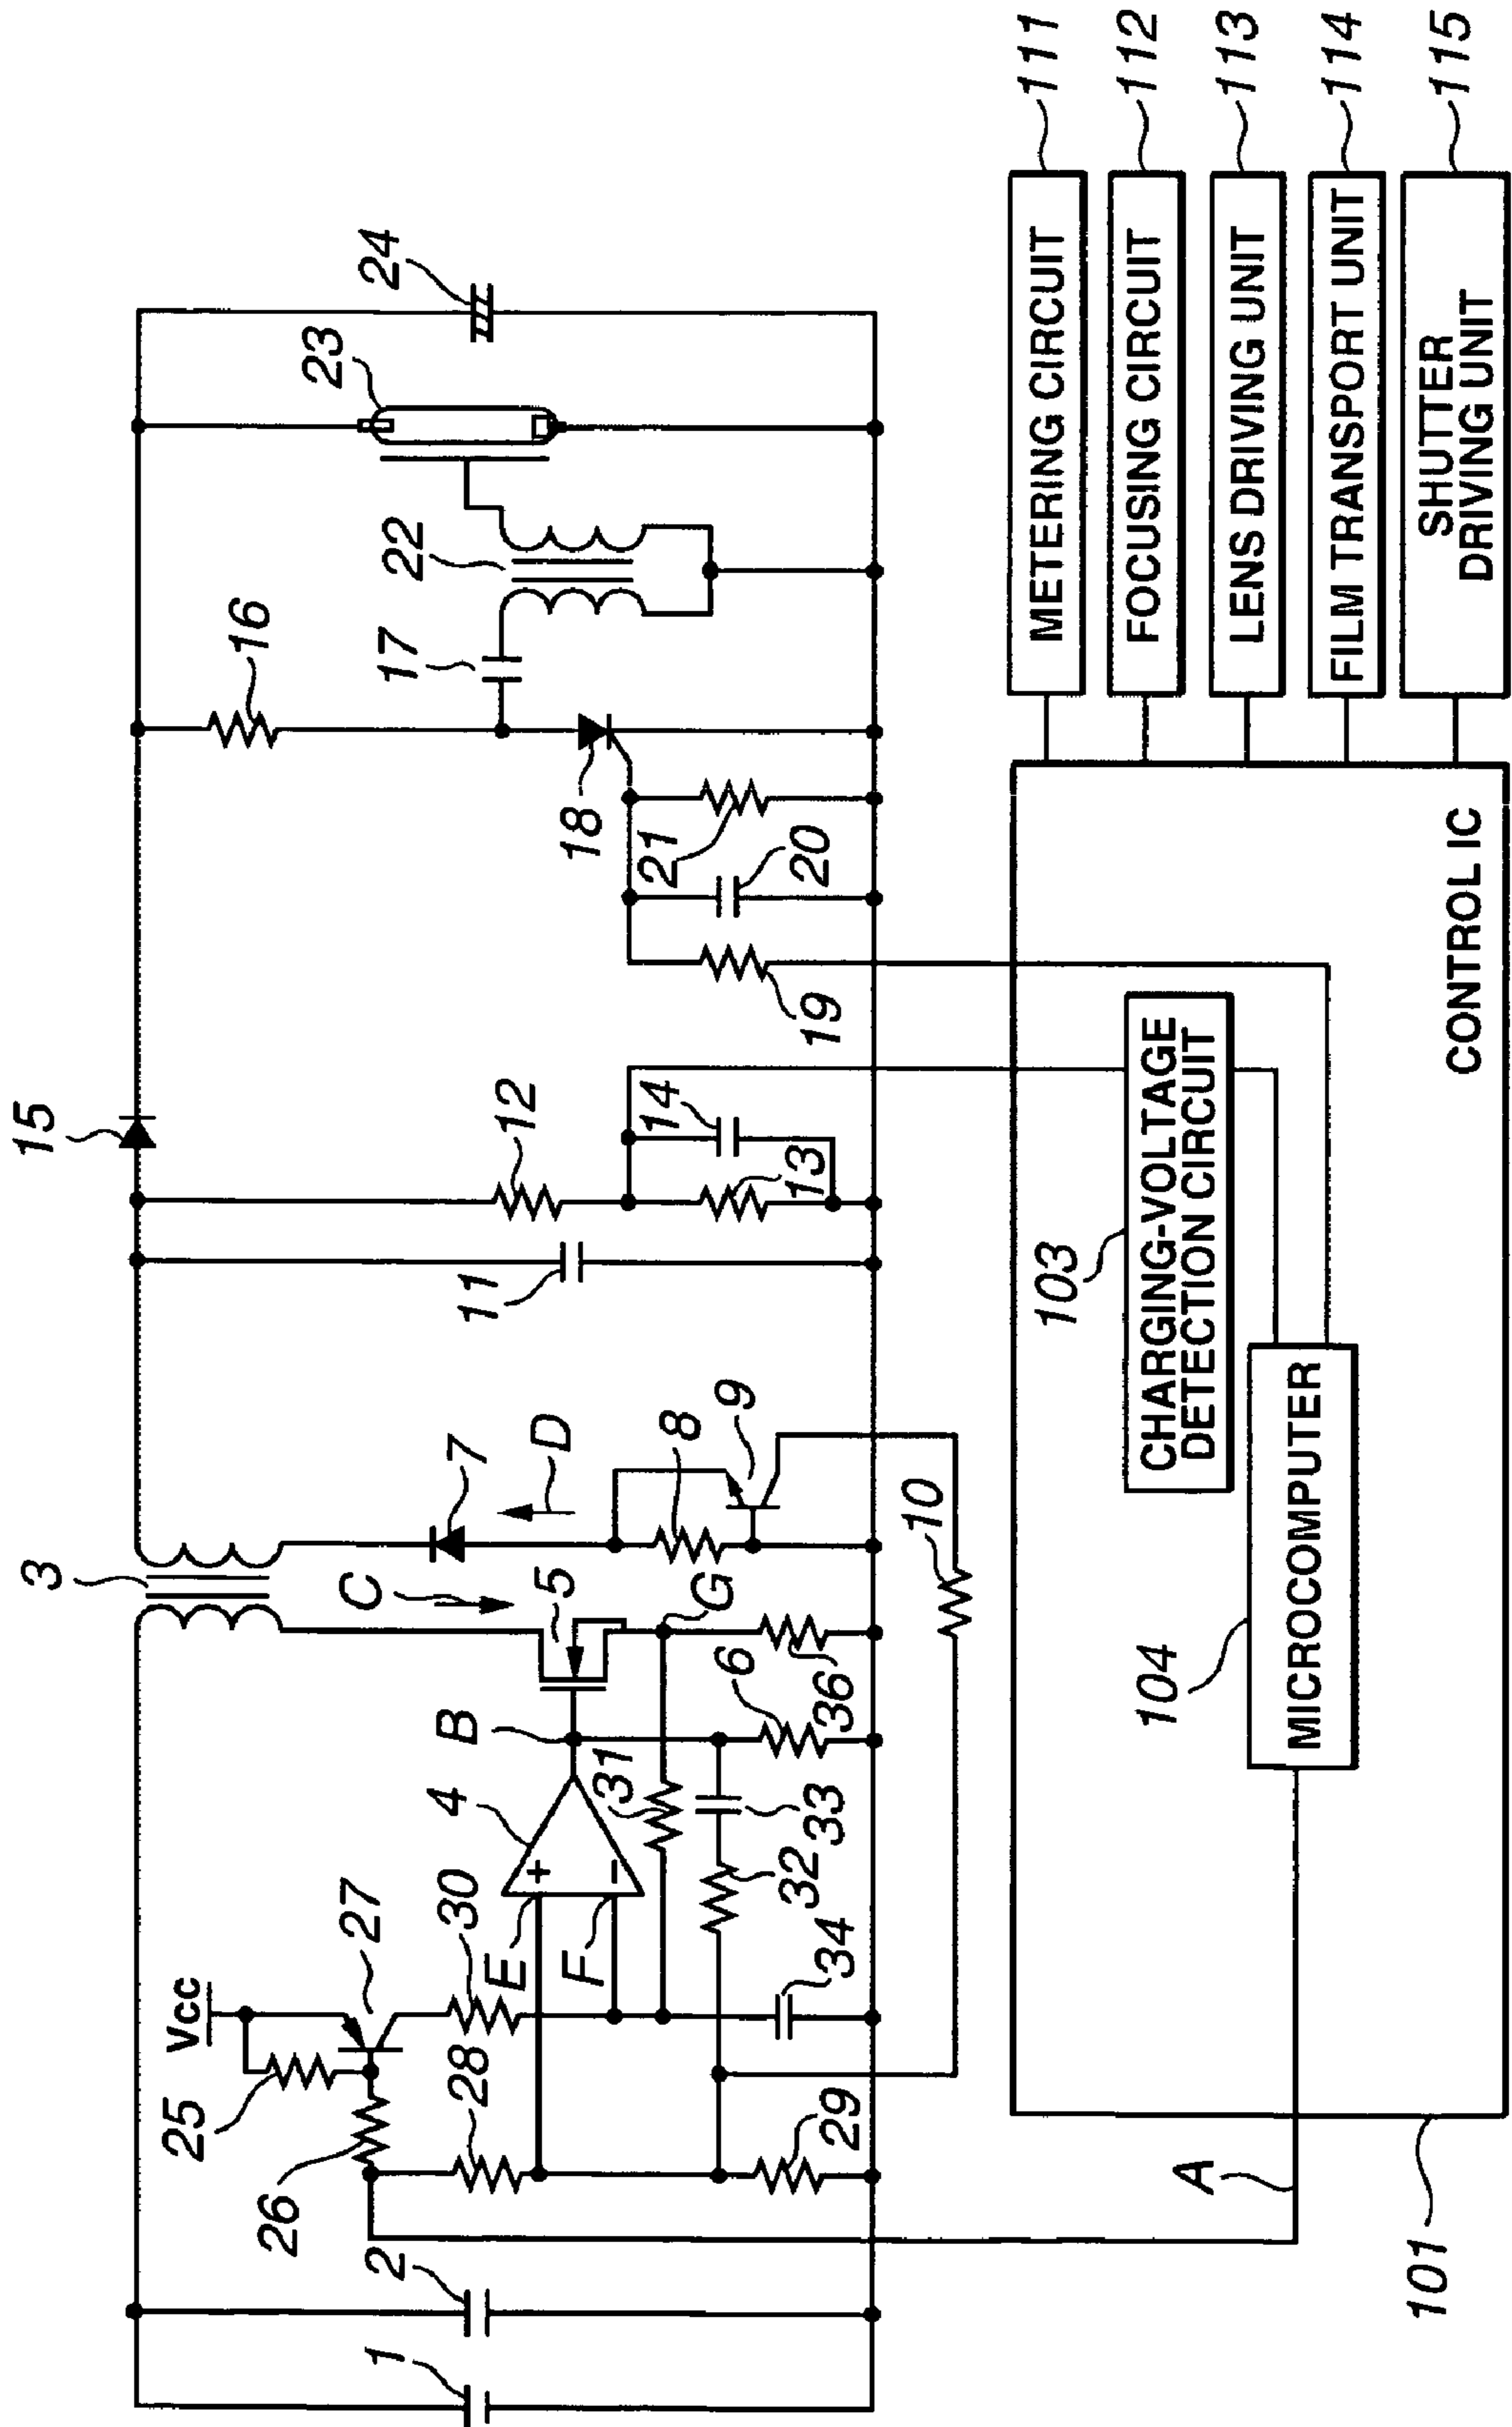 3
15
16
17
22
23
24
Vcc
25
26
27
28
30
E
F
4
+
−
B
C
5
7
D
8
9
G
31
6
36
33
32
34
29
10
11
12
13
14
18
19
20
21
1
2
A
101
104
MICROCOMPUTER
103
CHARGING-VOLTAGE
DETECTION CIRCUIT
CONTROL IC
METERING CIRCUIT
111
FOCUSING CIRCUIT
112
LENS DRIVING UNIT
113
FILM TRANSPORT UNIT
114
SHUTTER
DRIVING UNIT
115